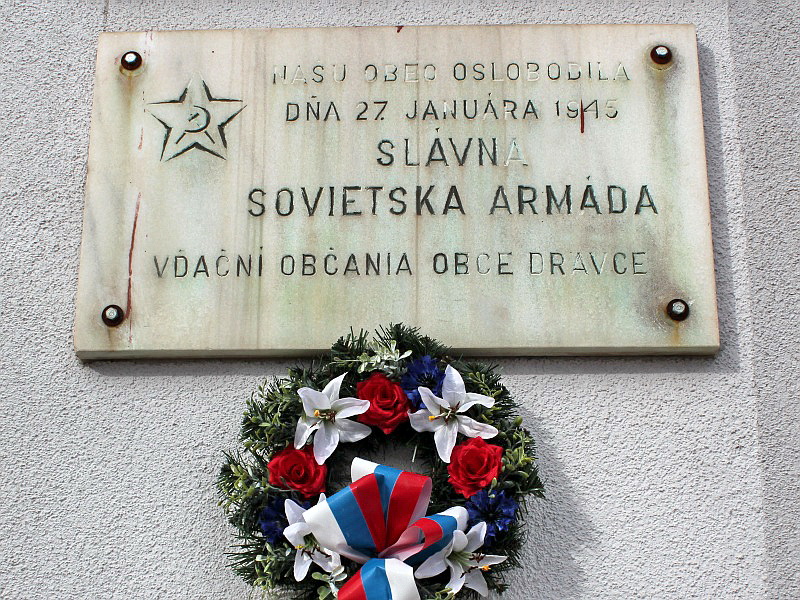 NAŠU OBEC OSLOBODILA
DŇA 27. JANUÁRA 1945
SLÁVNA
SOVIETSKA ARMÁDA
VĎAČNÍ OBČANIA OBCE DRAVCE